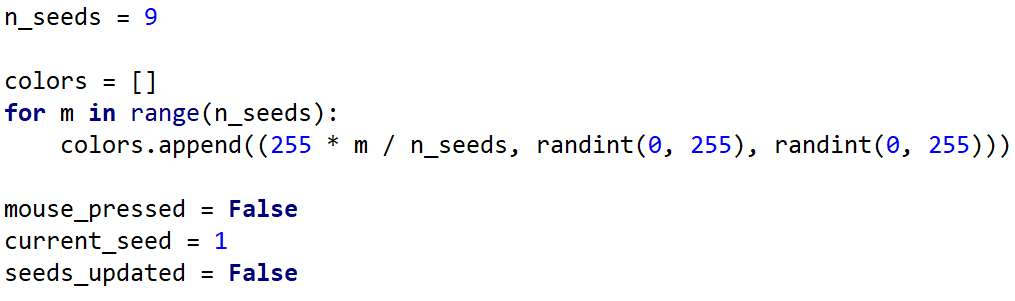 n_seeds = 9
colors = []
for m in range(n_seeds):
    colors.append((255 * m / n_seeds, randint(0, 255), randint(0, 255)))
mouse_pressed = False
current_seed = 1
seeds_updated = False